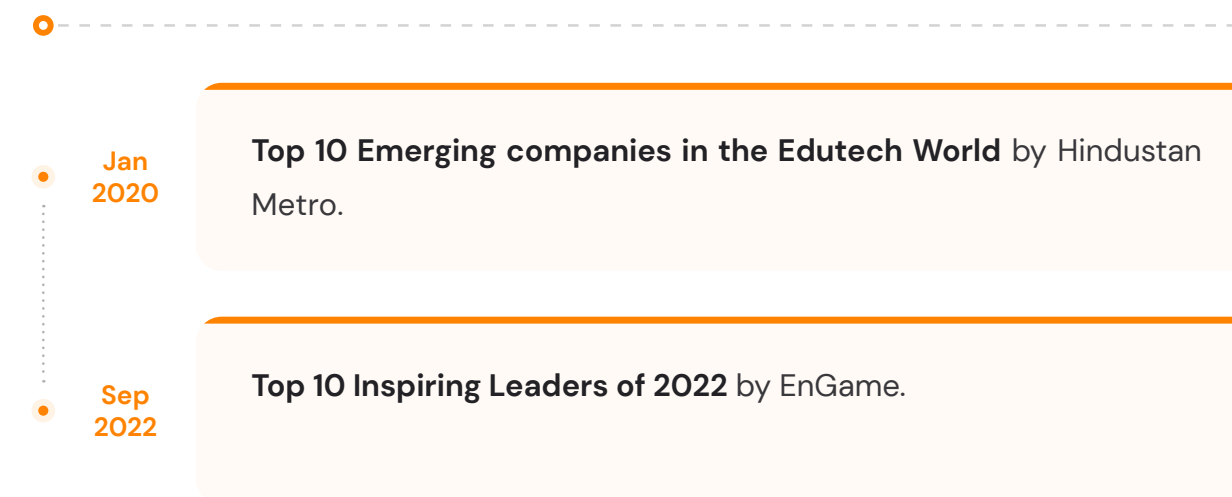 Jan
2020
Top 10 Emerging companies in the Edutech World by Hindustan
Metro.
Sep
2022
Top 10 Inspiring Leaders of 2022 by EnGame.